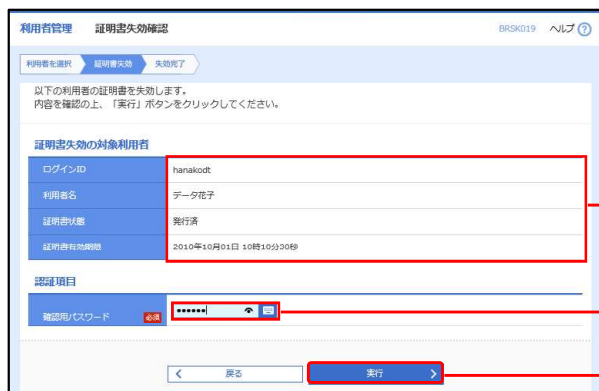 利用者管理 証明書失効確認 BRSK019 ヘルプ ?
利用者を選択 証明書失効 失効完了
以下の利用者の証明書を失効します。
内容を確認の上、「実行」ボタンをクリックしてください。
証明書失効の対象利用者
ログインID hanakodt
利用者名 データ花子
証明書状態 発行済
証明書有効期限 2010年10月01日 10時10分30秒
認証項目
確認用パスワード 必須 ••••••
戻る 実行